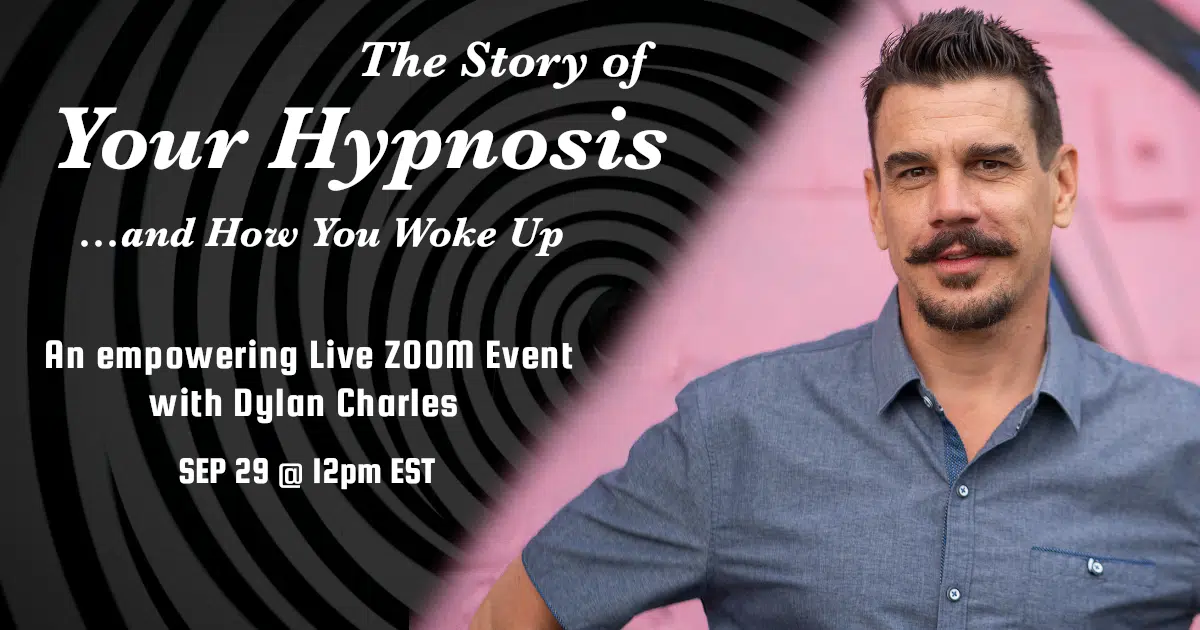 The Story of
Your Hypnosis
...and How You Woke Up
An empowering Live ZOOM Event
with Dylan Charles
SEP 29 @ 12pm EST